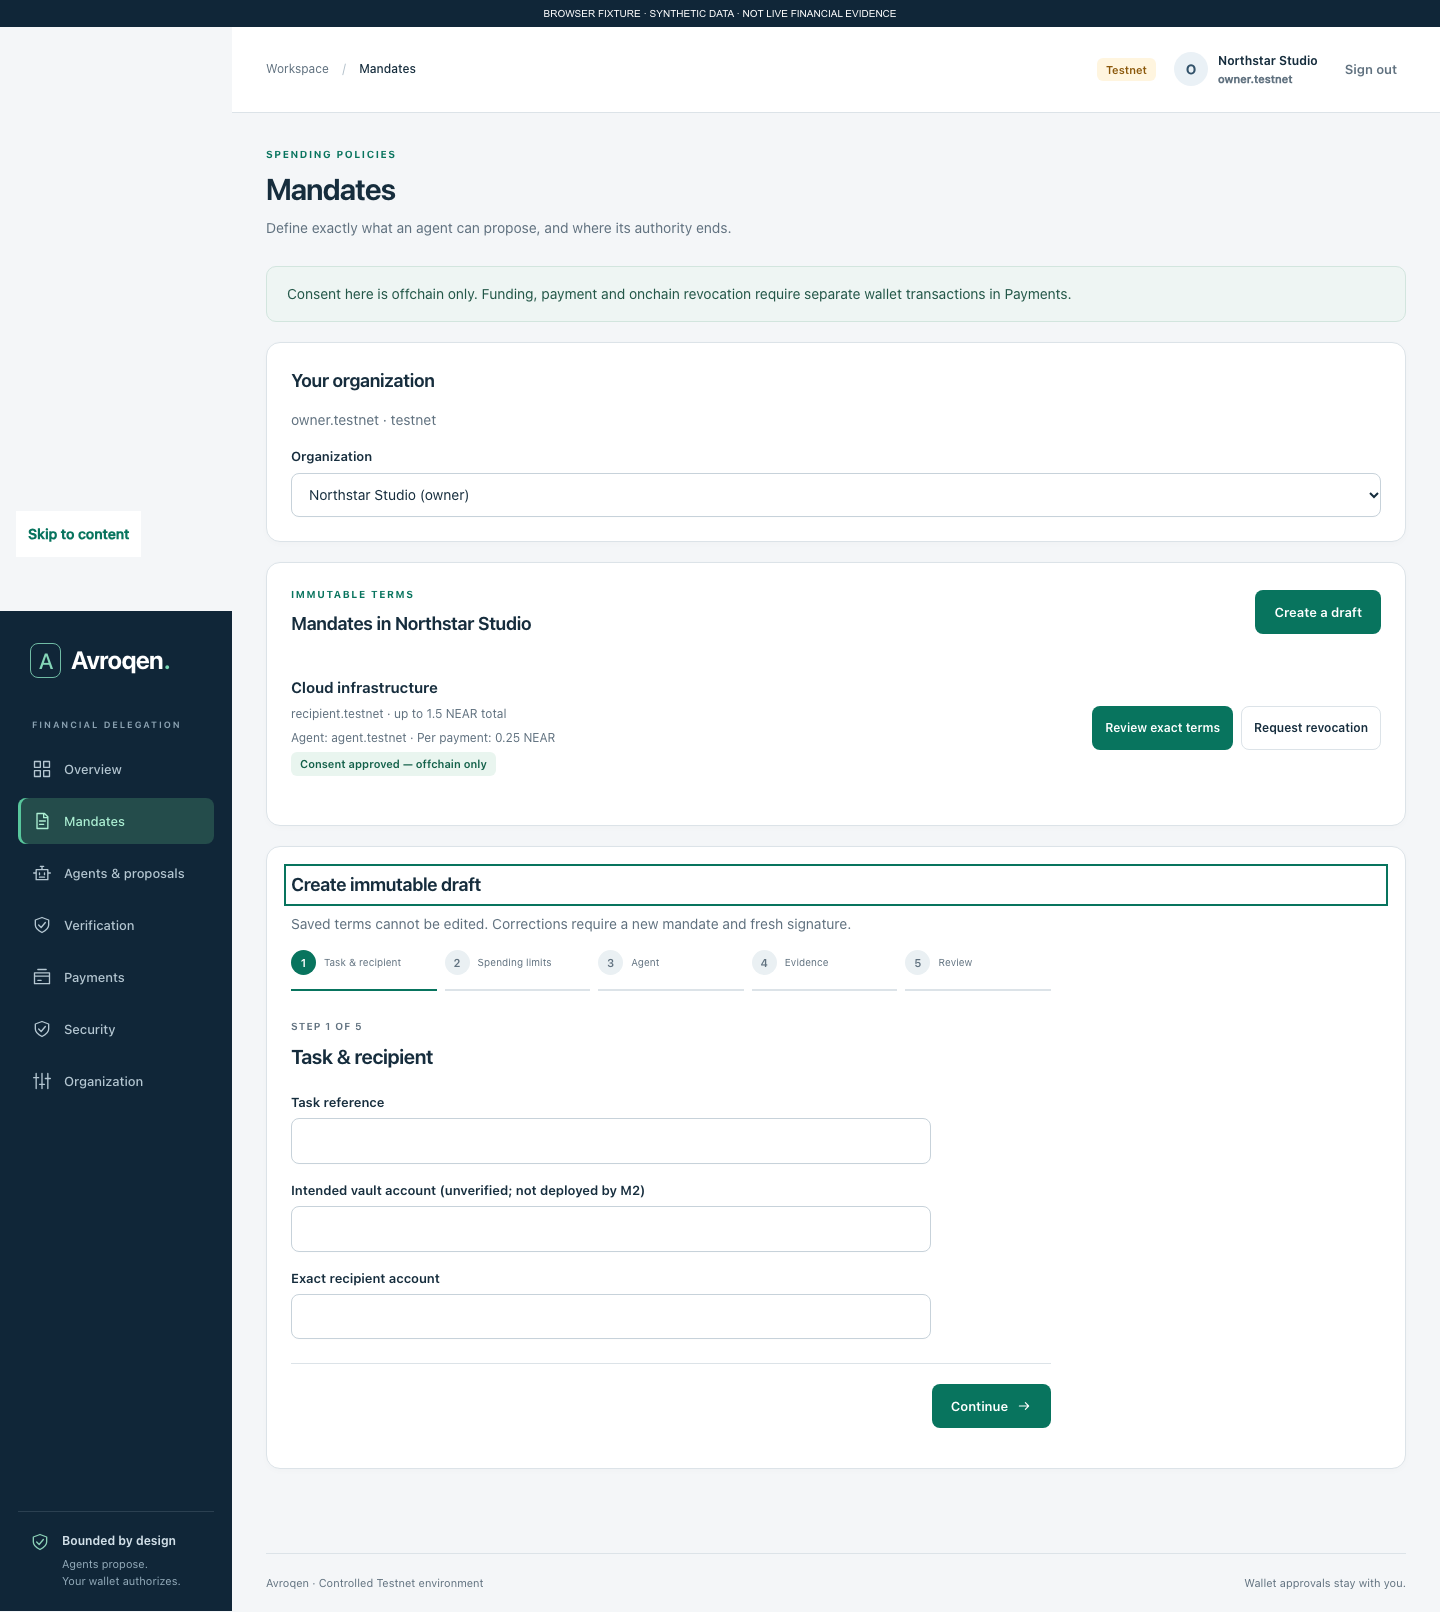 BROWSER FIXTURE · SYNTHETIC DATA · NOT LIVE FINANCIAL EVIDENCE
Workspace / Mandates
Testnet
O
Northstar Studio
owner.testnet
Sign out
SPENDING POLICIES
Mandates
Define exactly what an agent can propose, and where its authority ends.
Consent here is offchain only. Funding, payment and onchain revocation require separate wallet transactions in Payments.
Your organization
owner.testnet · testnet
Organization
Northstar Studio (owner)
Skip to content
IMMUTABLE TERMS
Mandates in Northstar Studio
Create a draft
Cloud infrastructure
recipient.testnet · up to 1.5 NEAR total
Agent: agent.testnet · Per payment: 0.25 NEAR
Consent approved — offchain only
Review exact terms
Request revocation
A Avroqen.
FINANCIAL DELEGATION
Overview
Mandates
Agents & proposals
Verification
Payments
Security
Organization
Create immutable draft
Saved terms cannot be edited. Corrections require a new mandate and fresh signature.
1 Task & recipient
2 Spending limits
3 Agent
4 Evidence
5 Review
STEP 1 OF 5
Task & recipient
Task reference
Intended vault account (unverified; not deployed by M2)
Exact recipient account
Continue →
Bounded by design
Agents propose.
Your wallet authorizes.
Avroqen · Controlled Testnet environment
Wallet approvals stay with you.